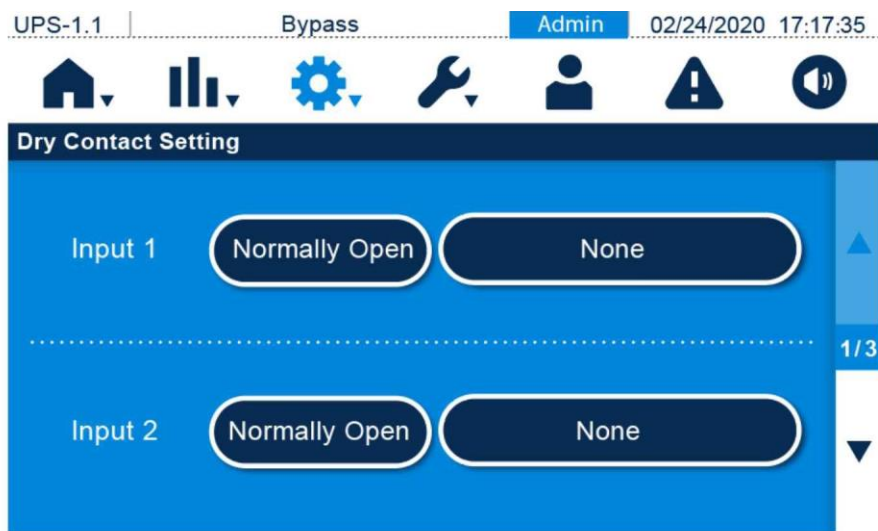 UPS-1.1 Bypass Admin 02/24/2020 17:17:35
Dry Contact Setting
Input 1 Normally Open None
1/3
Input 2 Normally Open None